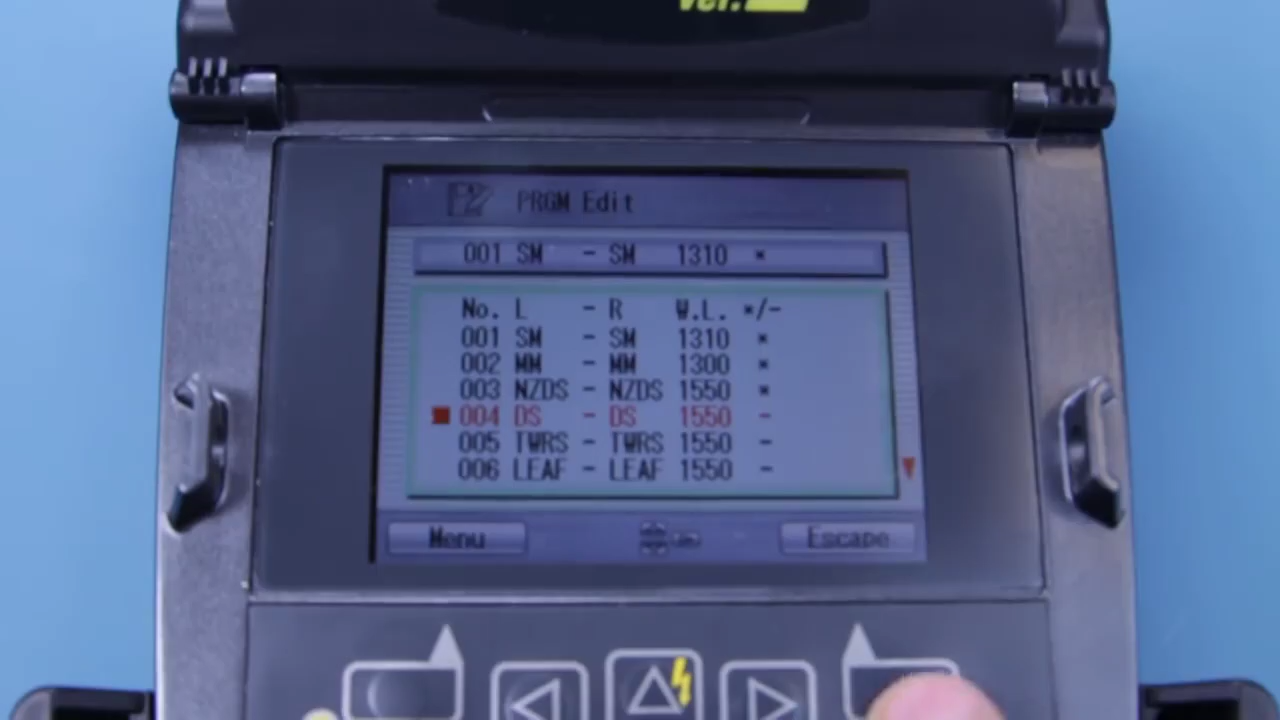 ver.
PRGM Edit
001 SM - SM 1310 *
No. L - R W.L. */-
001 SM - SM 1310 *
002 MM - MM 1300 *
003 NZDS - NZDS 1550 *
004 DS - DS 1550 -
005 TWRS - TWRS 1550 -
006 LEAF - LEAF 1550 -
Menu Escape